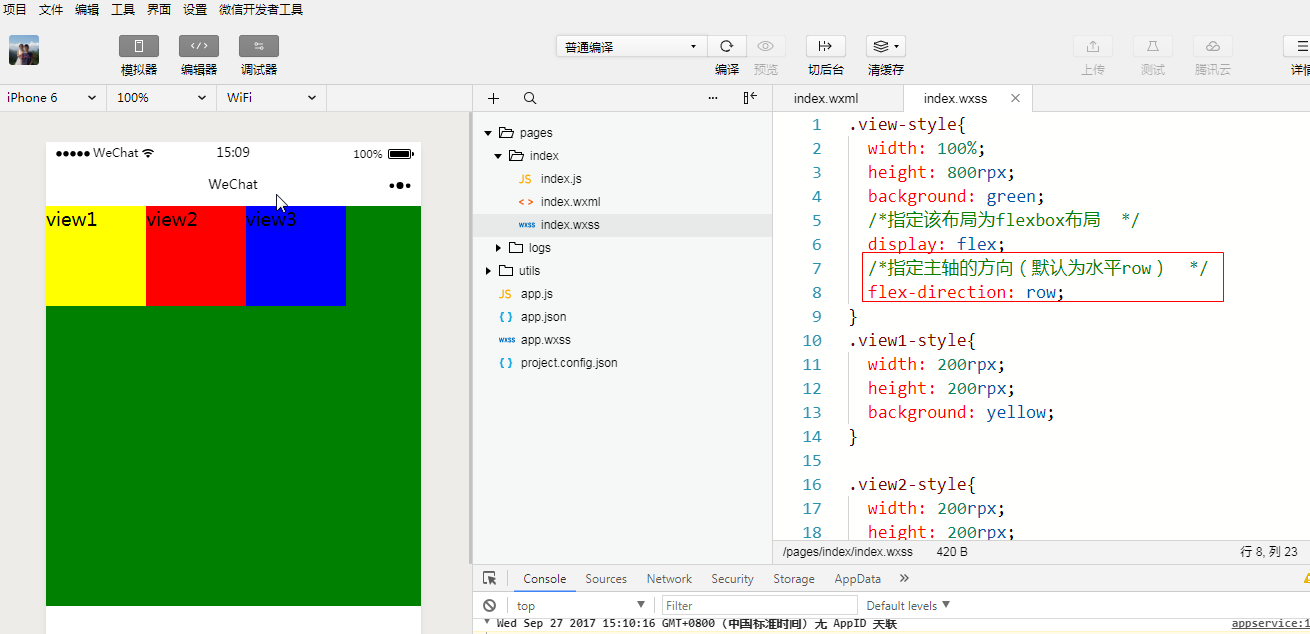 项目 文件 编辑 工具 界面 设置 微信开发者工具
模拟器 编辑器 调试器
普通编译
编译 预览 切后台 清缓存 上传 测试 腾讯云
iPhone 6 100% WiFi
WeChat 15:09 100%
WeChat
view1 view2 view3
pages
index
JS index.js
<> index.wxml
wxss index.wxss
logs
utils
JS app.js
{} app.json
wxss app.wxss
{} project.config.json
index.wxml index.wxss
1 .view-style{
2 width: 100%;
3 height: 800rpx;
4 background: green;
5 /*指定该布局为flexbox布局 */
6 display: flex;
7 /*指定主轴的方向（默认为水平row） */
8 flex-direction: row;
9 }
10 .view1-style{
11 width: 200rpx;
12 height: 200rpx;
13 background: yellow;
14 }
15
16 .view2-style{
17 width: 200rpx;
18 height: 200rpx;
/pages/index/index.wxss 420 B 行 8, 列 23
Console Sources Network Security Storage AppData
top Filter Default levels
Wed Sep 27 2017 15:10:16 GMT+0800 (中国标准时间) 无 AppID 关联 appservice:1